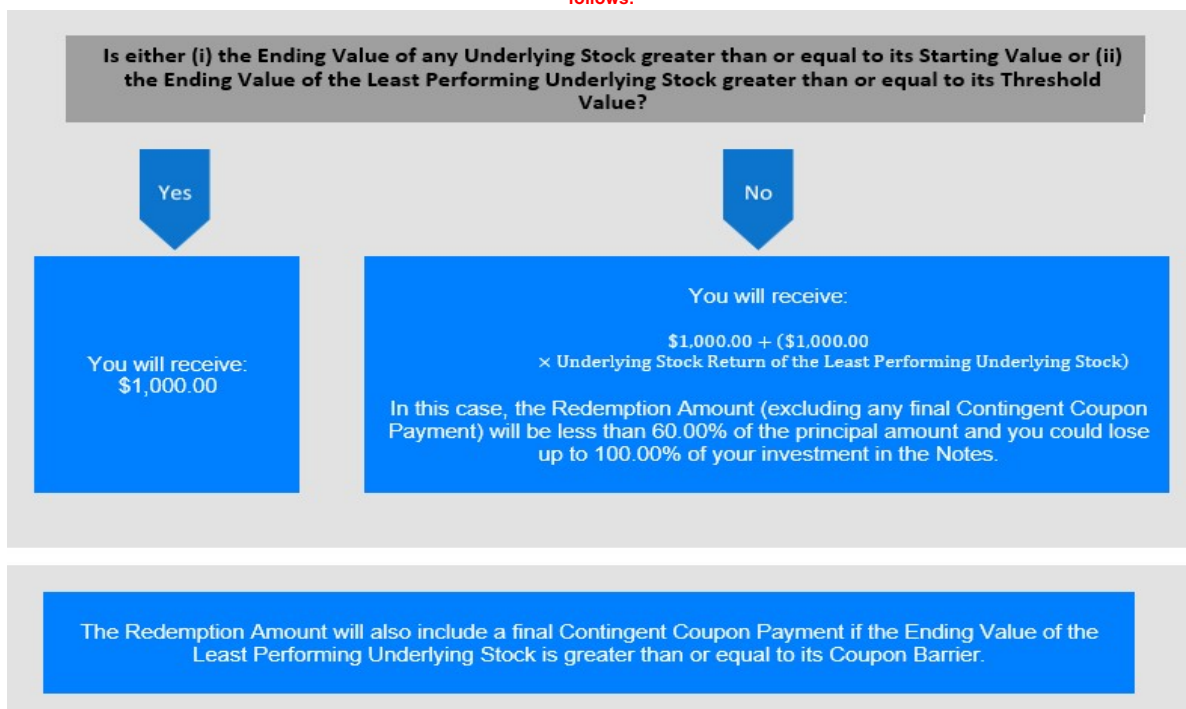 follows:
Is either (i) the Ending Value of any Underlying Stock greater than or equal to its Starting Value or (ii)
the Ending Value of the Least Performing Underlying Stock greater than or equal to its Threshold
Value?
Yes
No
You will receive:
$1,000.00
You will receive:
$1,000.00 + ($1,000.00
× Underlying Stock Return of the Least Performing Underlying Stock)
In this case, the Redemption Amount (excluding any final Contingent Coupon
Payment) will be less than 60.00% of the principal amount and you could lose
up to 100.00% of your investment in the Notes.
The Redemption Amount will also include a final Contingent Coupon Payment if the Ending Value of the
Least Performing Underlying Stock is greater than or equal to its Coupon Barrier.